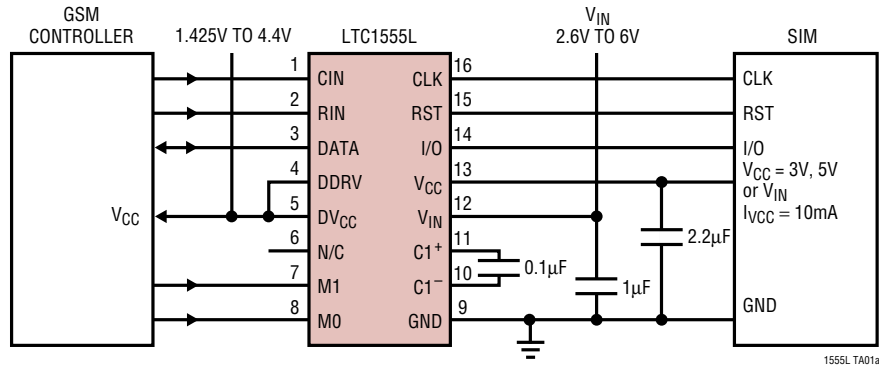 GSM
CONTROLLER
1.425V TO 4.4V
LTC1555L
VIN
2.6V TO 6V
SIM
1
CIN
CLK
16
CLK
2
RIN
RST
15
RST
3
DATA
I/O
14
I/O
4
DDRV
VCC
13
VCC = 3V, 5V
or VIN
IVCC = 10mA
VCC
5
DVCC
VIN
12
6
N/C
C1+
11
2.2µF
0.1µF
7
M1
C1–
10
1µF
8
M0
GND
9
GND
1555L TA01a